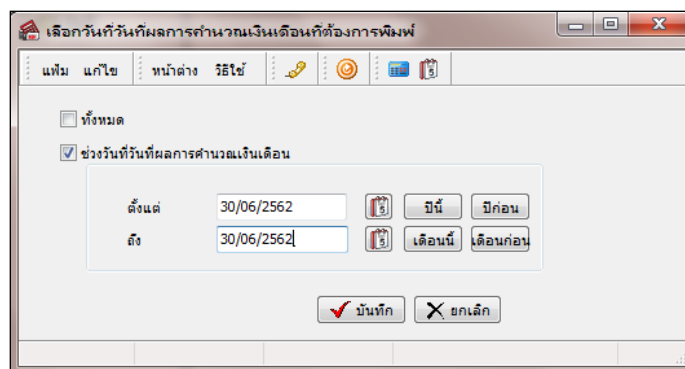 เลือกวันที่วันที่ผลการคำนวณเงินเดือนที่ต้องการพิมพ์
แฟ้ม แก้ไข หน้าต่าง วิธีใช้
ทั้งหมด
ช่วงวันที่วันที่ผลการคำนวณเงินเดือน
ตั้งแต่ 30/06/2562 5 ปีนี้ ปีก่อน
ถึง 30/06/2562 5 เดือนนี้ เดือนก่อน
บันทึก ยกเลิก